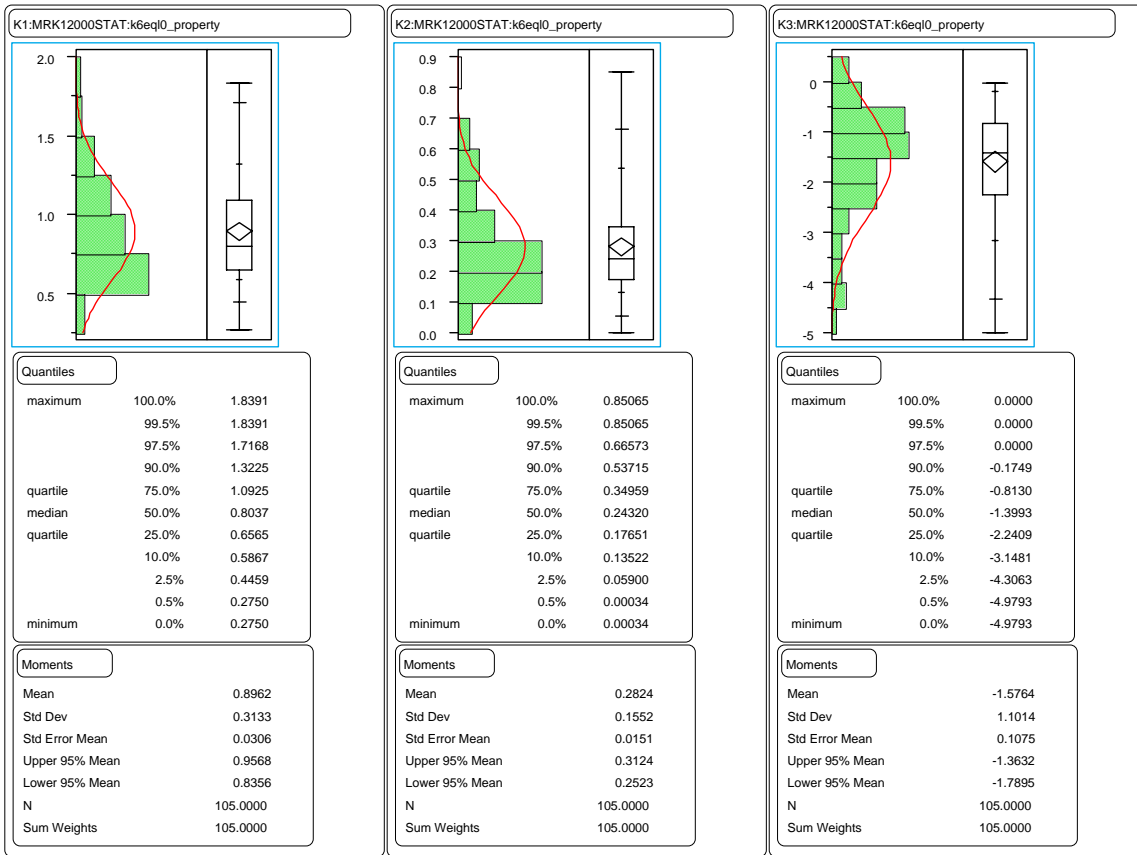 K1:MRK12000STAT:k6eql0_property
2.0
1.5
1.0
0.5
Quantiles
maximum 100.0% 1.8391
99.5% 1.8391
97.5% 1.7168
90.0% 1.3225
quartile 75.0% 1.0925
median 50.0% 0.8037
quartile 25.0% 0.6565
10.0% 0.5867
2.5% 0.4459
0.5% 0.2750
minimum 0.0% 0.2750
Moments
Mean 0.8962
Std Dev 0.3133
Std Error Mean 0.0306
Upper 95% Mean 0.9568
Lower 95% Mean 0.8356
N 105.0000
Sum Weights 105.0000
K2:MRK12000STAT:k6eql0_property
0.9
0.8
0.7
0.6
0.5
0.4
0.3
0.2
0.1
0.0
Quantiles
maximum 100.0% 0.85065
99.5% 0.85065
97.5% 0.66573
90.0% 0.53715
quartile 75.0% 0.34959
median 50.0% 0.24320
quartile 25.0% 0.17651
10.0% 0.13522
2.5% 0.05900
0.5% 0.00034
minimum 0.0% 0.00034
Moments
Mean 0.2824
Std Dev 0.1552
Std Error Mean 0.0151
Upper 95% Mean 0.3124
Lower 95% Mean 0.2523
N 105.0000
Sum Weights 105.0000
K3:MRK12000STAT:k6eql0_property
0
-1
-2
-3
-4
-5
Quantiles
maximum 100.0% 0.0000
99.5% 0.0000
97.5% 0.0000
90.0% -0.1749
quartile 75.0% -0.8130
median 50.0% -1.3993
quartile 25.0% -2.2409
10.0% -3.1481
2.5% -4.3063
0.5% -4.9793
minimum 0.0% -4.9793
Moments
Mean -1.5764
Std Dev 1.1014
Std Error Mean 0.1075
Upper 95% Mean -1.3632
Lower 95% Mean -1.7895
N 105.0000
Sum Weights 105.0000